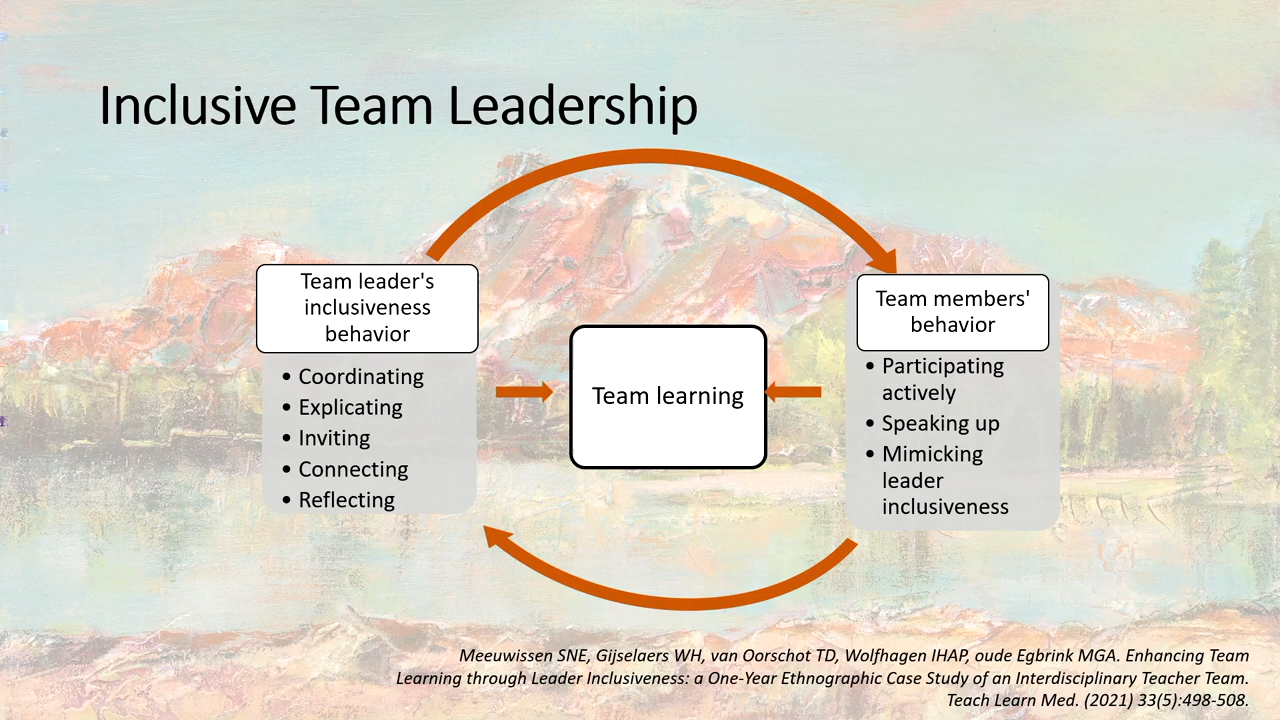 Inclusive Team Leadership
Team leader's
inclusiveness
behavior
• Coordinating
• Explicating
• Inviting
• Connecting
• Reflecting
Team learning
Team members'
behavior
• Participating
actively
• Speaking up
• Mimicking
leader
inclusiveness
Meeuwissen SNE, Gijselaers WH, van Oorschot TD, Wolfhagen IHAP, oude Egbrink MGA. Enhancing Team
Learning through Leader Inclusiveness: a One-Year Ethnographic Case Study of an Interdisciplinary Teacher Team.
Teach Learn Med. (2021) 33(5):498-508.